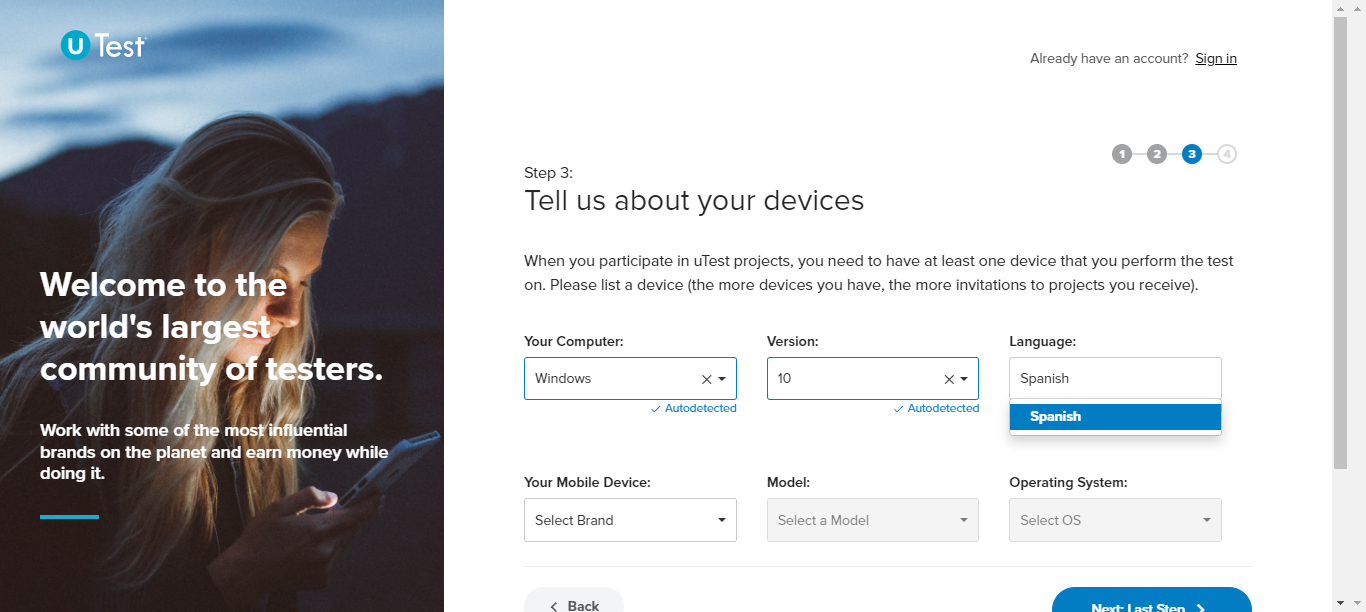 uTest
Already have an account? Sign in
1 2 3 4
Step 3:
Tell us about your devices
Welcome to the
world's largest
community of testers.
Work with some of the most influential
brands on the planet and earn money while
doing it.
When you participate in uTest projects, you need to have at least one device that you perform the test
on. Please list a device (the more devices you have, the more invitations to projects you receive).
Your Computer: Version: Language:
Windows 10 Spanish
Autodetected Autodetected
Spanish
Your Mobile Device: Model: Operating System:
Select Brand Select a Model Select OS
Back Next: Last Step